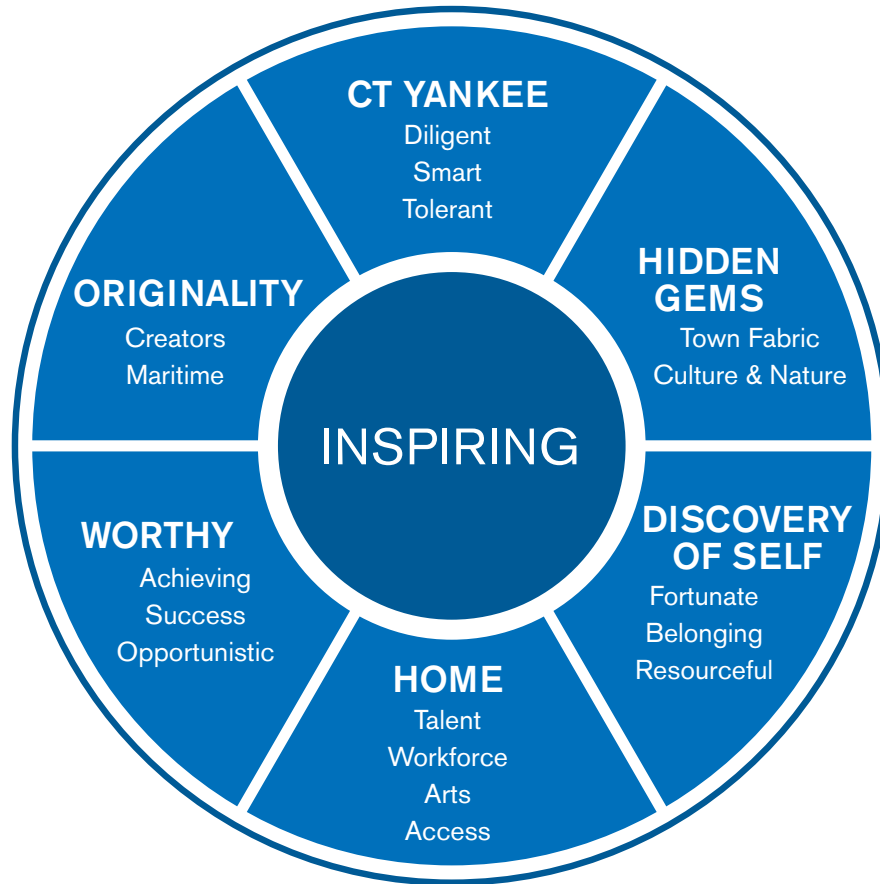 CT YANKEE
Diligent
Smart
Tolerant
HIDDEN
GEMS
Town Fabric
Culture & Nature
DISCOVERY
OF SELF
Fortunate
Belonging
Resourceful
HOME
Talent
Workforce
Arts
Access
WORTHY
Achieving
Success
Opportunistic
ORIGINALITY
Creators
Maritime
INSPIRING